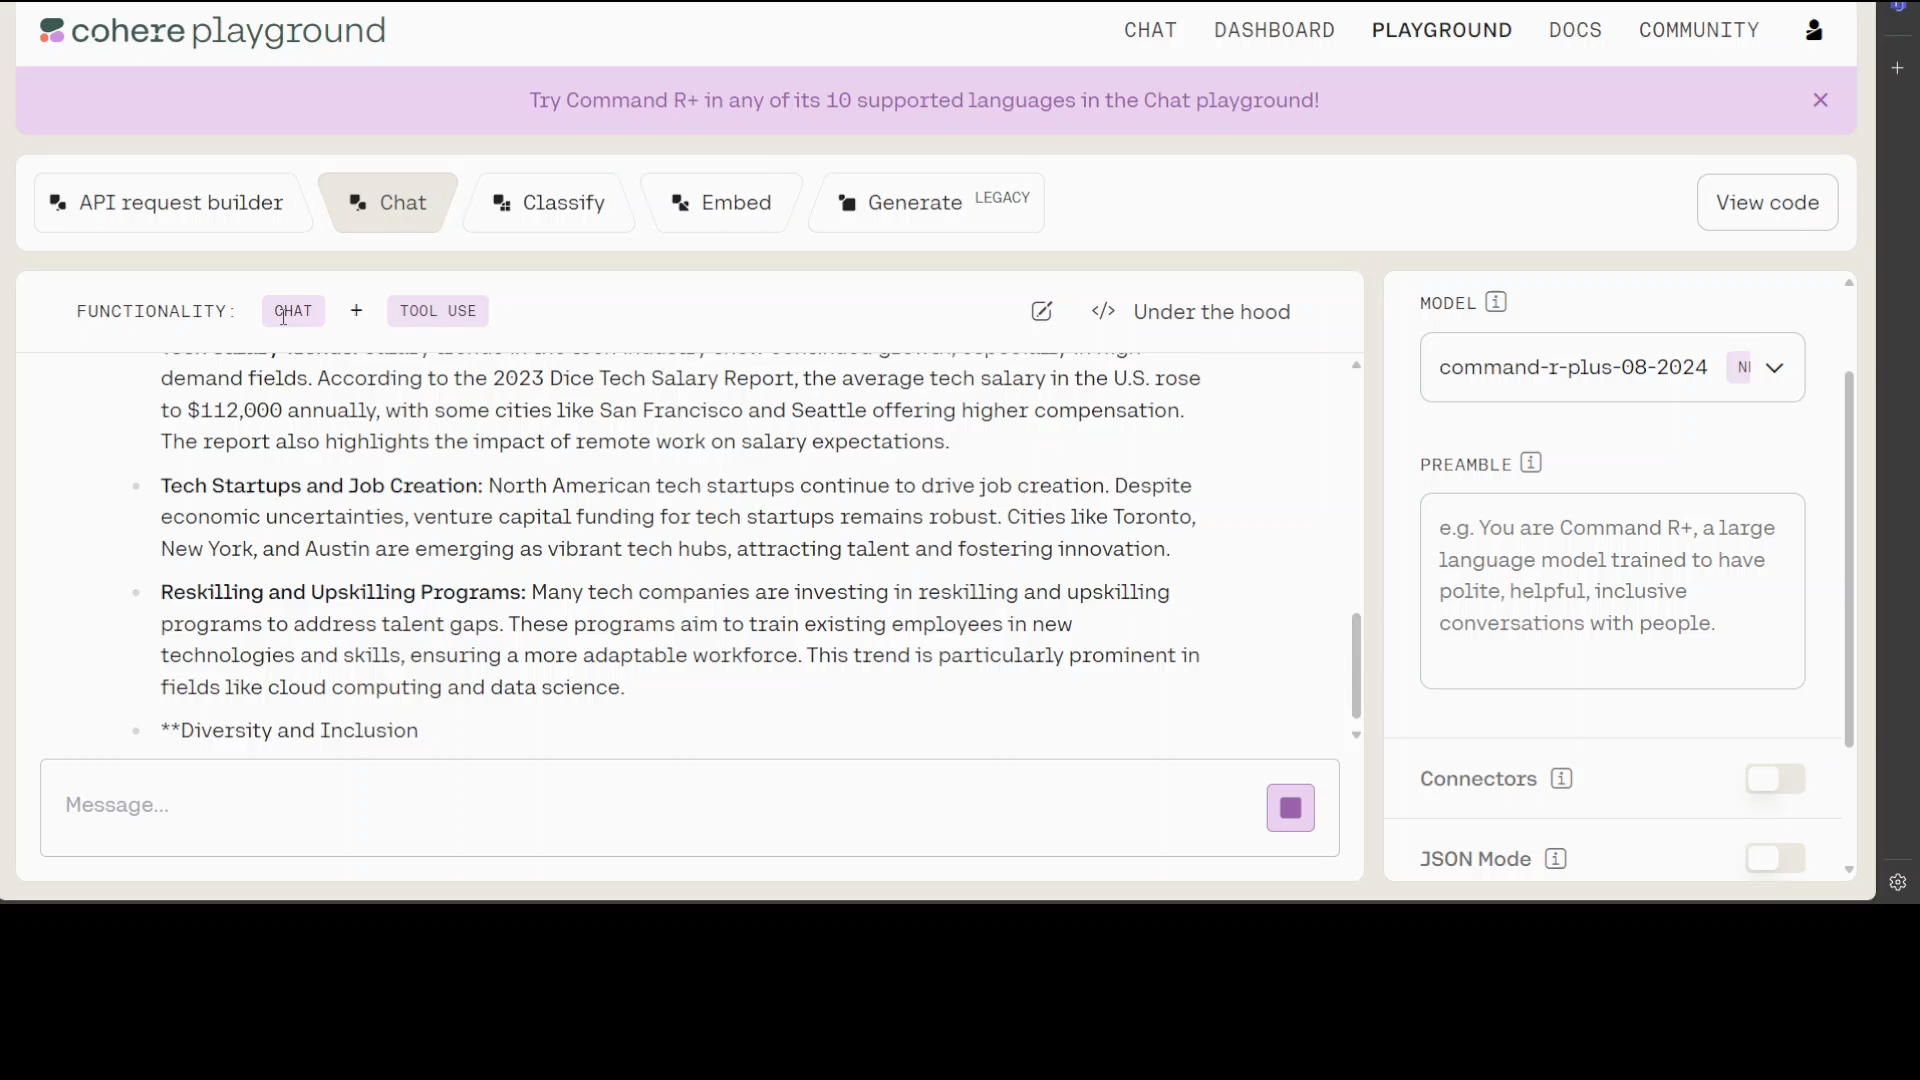 cohere playground
CHAT DASHBOARD PLAYGROUND DOCS COMMUNITY
Try Command R+ in any of its 10 supported languages in the Chat playground!
API request builder
Chat
Classify
Embed
Generate LEGACY
View code
FUNCTIONALITY: CHAT + TOOL USE
</> Under the hood
demand fields. According to the 2023 Dice Tech Salary Report, the average tech salary in the U.S. rose
to $112,000 annually, with some cities like San Francisco and Seattle offering higher compensation.
The report also highlights the impact of remote work on salary expectations.
Tech Startups and Job Creation: North American tech startups continue to drive job creation. Despite
economic uncertainties, venture capital funding for tech startups remains robust. Cities like Toronto,
New York, and Austin are emerging as vibrant tech hubs, attracting talent and fostering innovation.
Reskilling and Upskilling Programs: Many tech companies are investing in reskilling and upskilling
programs to address talent gaps. These programs aim to train existing employees in new
technologies and skills, ensuring a more adaptable workforce. This trend is particularly prominent in
fields like cloud computing and data science.
**Diversity and Inclusion
Message...
MODEL
command-r-plus-08-2024
PREAMBLE
e.g. You are Command R+, a large
language model trained to have
polite, helpful, inclusive
conversations with people.
Connectors
JSON Mode